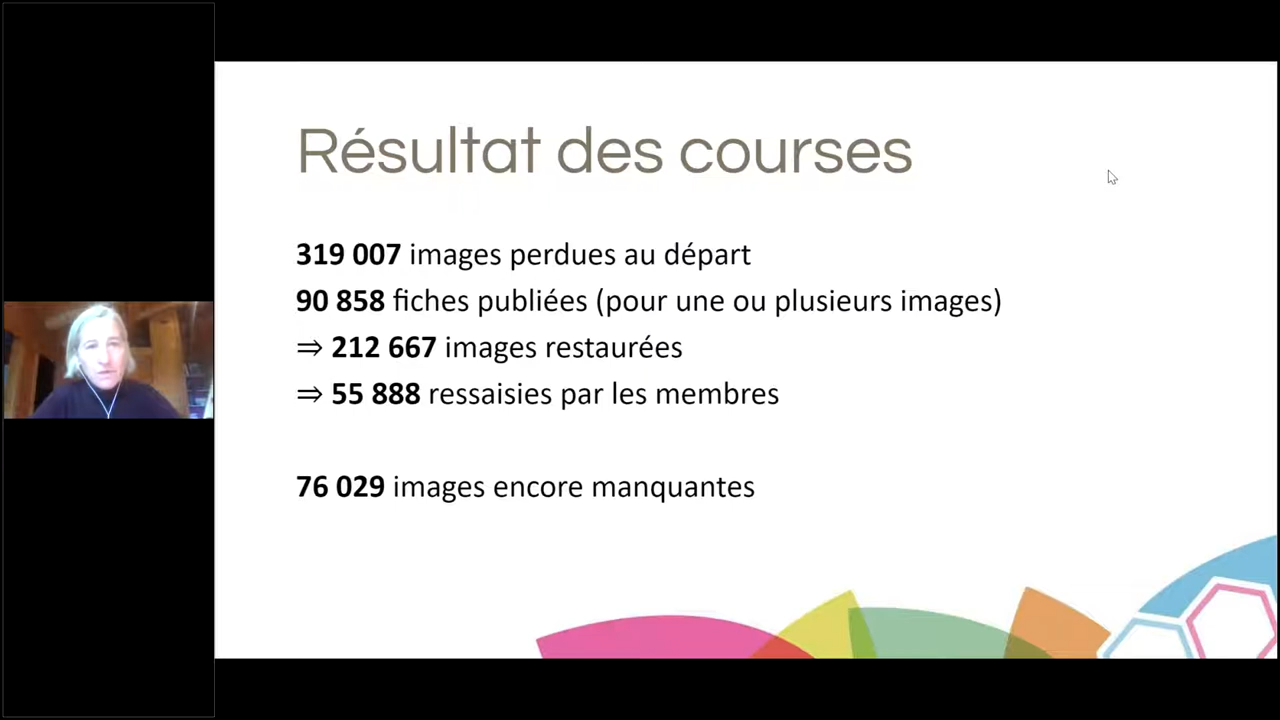 Résultat des courses
319 007 images perdues au départ
90 858 fiches publiées (pour une ou plusieurs images)
⇒ 212 667 images restaurées
⇒ 55 888 ressaisies par les membres
76 029 images encore manquantes